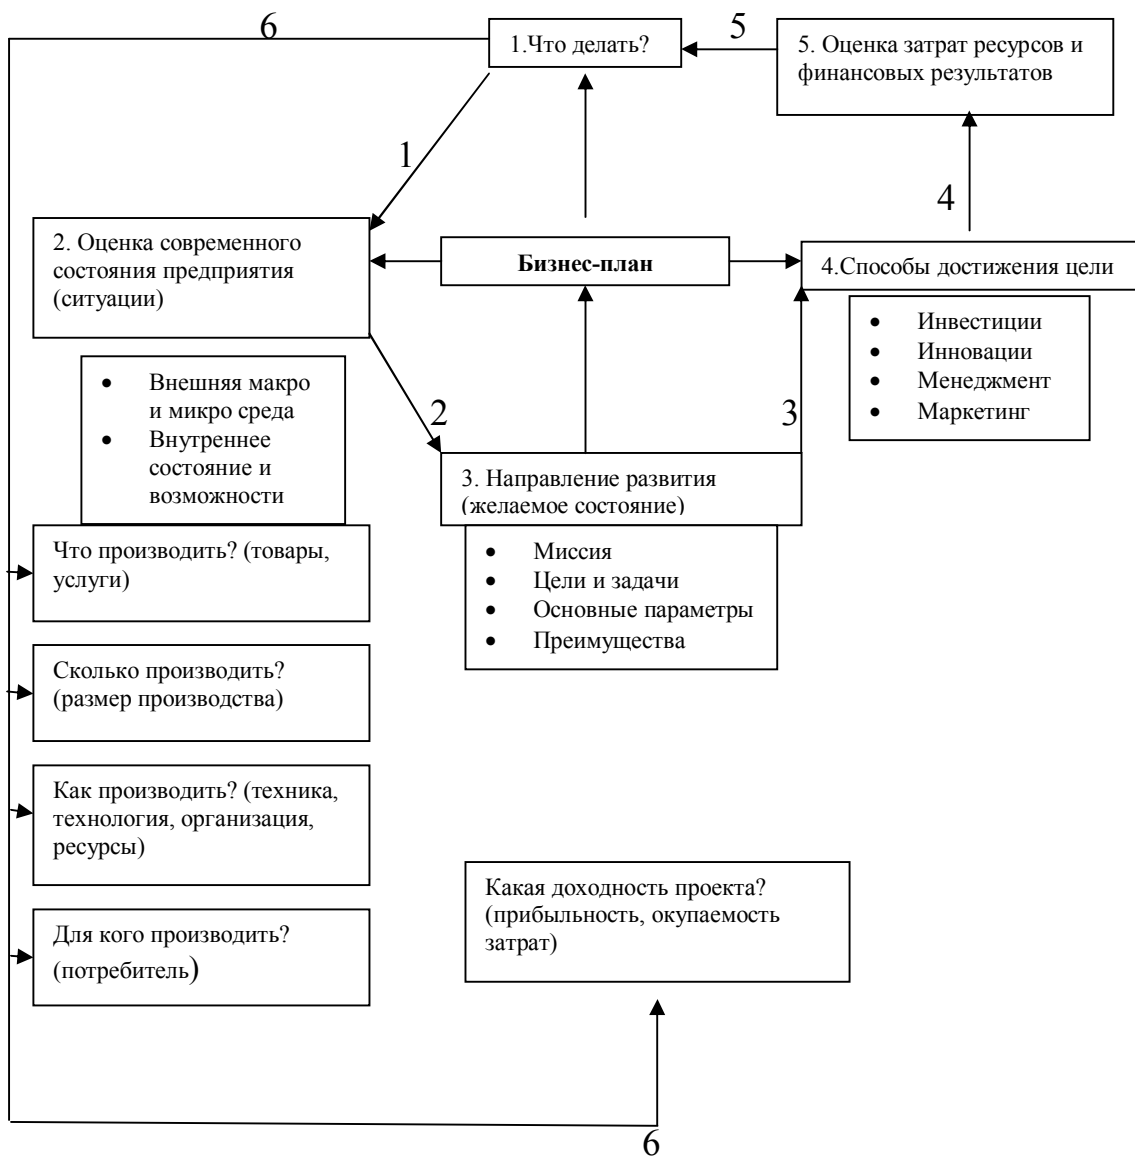 6
1.Что делать?
5
5. Оценка затрат ресурсов и
финансовых результатов
1
4
2. Оценка современного
состояния предприятия
(ситуации)
Бизнес-план
4.Способы достижения цели
• Инвестиции
• Инновации
• Менеджмент
• Маркетинг
• Внешняя макро
и микро среда
• Внутреннее
состояние и
возможности
2
3
3. Направление развития
(желаемое состояние)
• Миссия
• Цели и задачи
• Основные параметры
• Преимущества
Что производить? (товары,
услуги)
Сколько производить?
(размер производства)
Как производить? (техника,
технология, организация,
ресурсы)
Для кого производить?
(потребитель)
Какая доходность проекта?
(прибыльность, окупаемость
затрат)
6